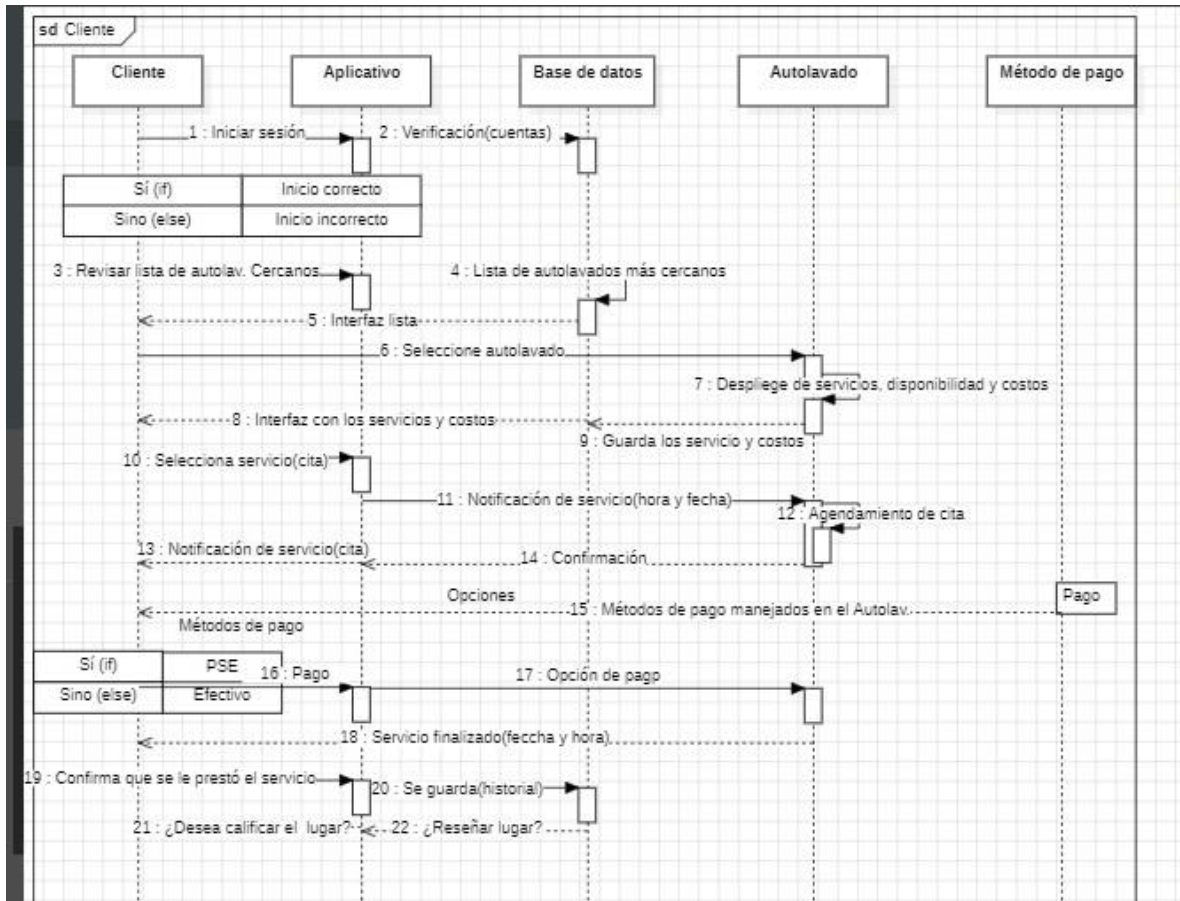 sd Cliente
Cliente
Aplicativo
Base de datos
Autolavado
Método de pago
1 : Iniciar sesión
2 : Verificación(cuentas)
Sí (if)
Inicio correcto
Sino (else)
Inicio incorrecto
3 : Revisar lista de autolav. Cercanos
4 : Lista de autolavados más cercanos
5 : Interfaz lista
6 : Seleccione autolavado
7 : Despliege de servicios, disponibilidad y costos
8 : Interfaz con los servicios y costos
9 : Guarda los servicio y costos
10 : Selecciona servicio(cita)
11 : Notificación de servicio(hora y fecha)
12 : Agendamiento de cita
13 : Notificación de servicio(cita)
14 : Confirmación
Opciones
Pago
15 : Métodos de pago manejados en el Autolav.
Métodos de pago
Sí (if)
PSE
16 : Pago
17 : Opción de pagp
Sino (else)
Efectivo
18 : Servicio finalizado(feccha y hora)
19 : Confirma que se le prestó el servicio
20 : Se guarda(historial)
21 : ¿Desea calificar el lugar?
22 : ¿Reseñar lugar?